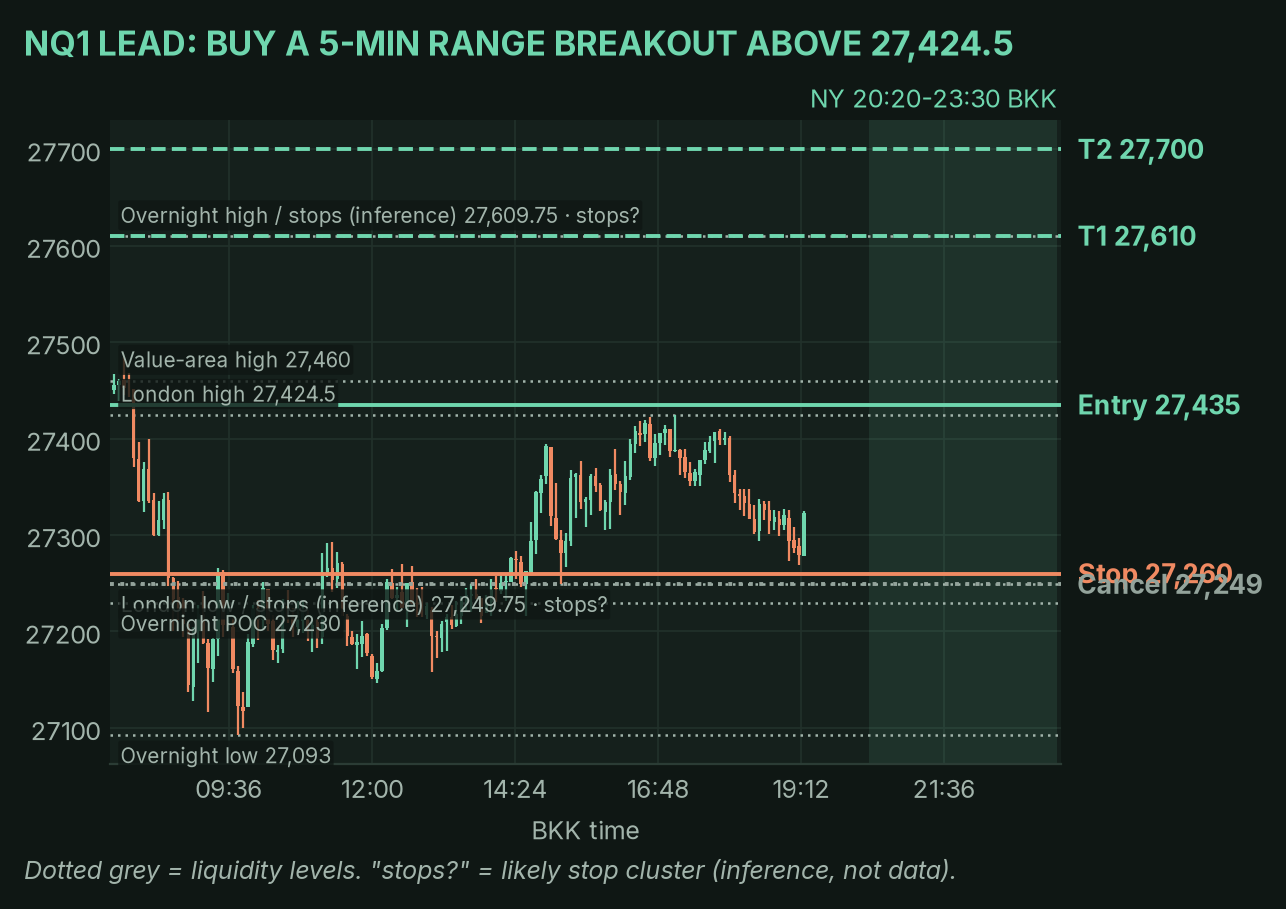 NQ1 LEAD: BUY A 5-MIN RANGE BREAKOUT ABOVE 27,424.5
NY 20:20-23:30 BKK
27700
T2 27,700
Overnight high / stops (inference) 27,609.75 · stops?
T1 27,610
27600
27500
Value-area high 27,460
London high 27,424.5
Entry 27,435
27400
27300
Stop 27,260
Cancel 27,249
London low / stops (inference) 27,249.75 · stops?
Overnight POC 27,230
27200
27100
Overnight low 27,093
09:36 12:00 14:24 16:48 19:12 21:36
BKK time
Dotted grey = liquidity levels. "stops?" = likely stop cluster (inference, not data).